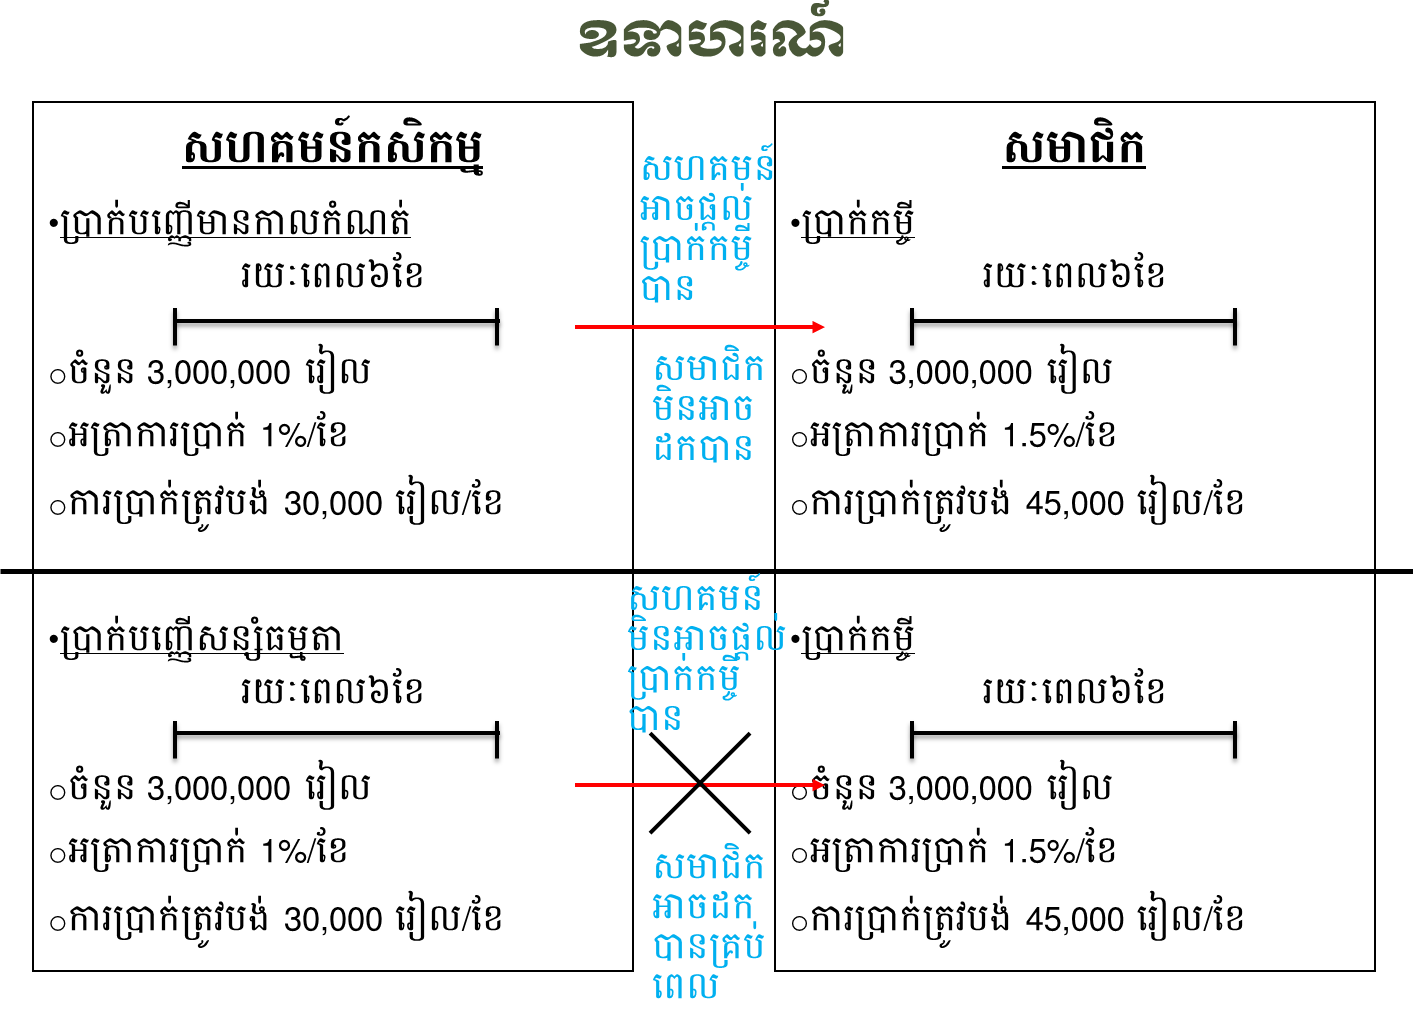 ឧទាហរណ៍
សហគមន៍កសិកម្ម
•ប្រាក់បញ្ញើមានកាលកំណត់
រយៈពេល៦ខែ
○ចំនួន 3,000,000 រៀល
○អត្រាការប្រាក់ 1%/ខែ
○ការប្រាក់ត្រូវបង់ 30,000 រៀល/ខែ
សហគមន៍
អាចផ្តល់
ប្រាក់កម្ចី
បាន
សមាជិក
មិនអាច
ដកបាន
សមាជិក
•ប្រាក់កម្ចី
រយៈពេល៦ខែ
○ចំនួន 3,000,000 រៀល
○អត្រាការប្រាក់ 1.5%/ខែ
○ការប្រាក់ត្រូវបង់ 45,000 រៀល/ខែ
•ប្រាក់បញ្ញើសន្សំធម្មតា
រយៈពេល៦ខែ
○ចំនួន 3,000,000 រៀល
○អត្រាការប្រាក់ 1%/ខែ
○ការប្រាក់ត្រូវបង់ 30,000 រៀល/ខែ
សហគមន៍
មិនអាចផ្តល់
ប្រាក់កម្ចី
បាន
សមាជិក
អាចដក
បានគ្រប់
ពេល
•ប្រាក់កម្ចី
រយៈពេល៦ខែ
○ចំនួន 3,000,000 រៀល
○អត្រាការប្រាក់ 1.5%/ខែ
○ការប្រាក់ត្រូវបង់ 45,000 រៀល/ខែ